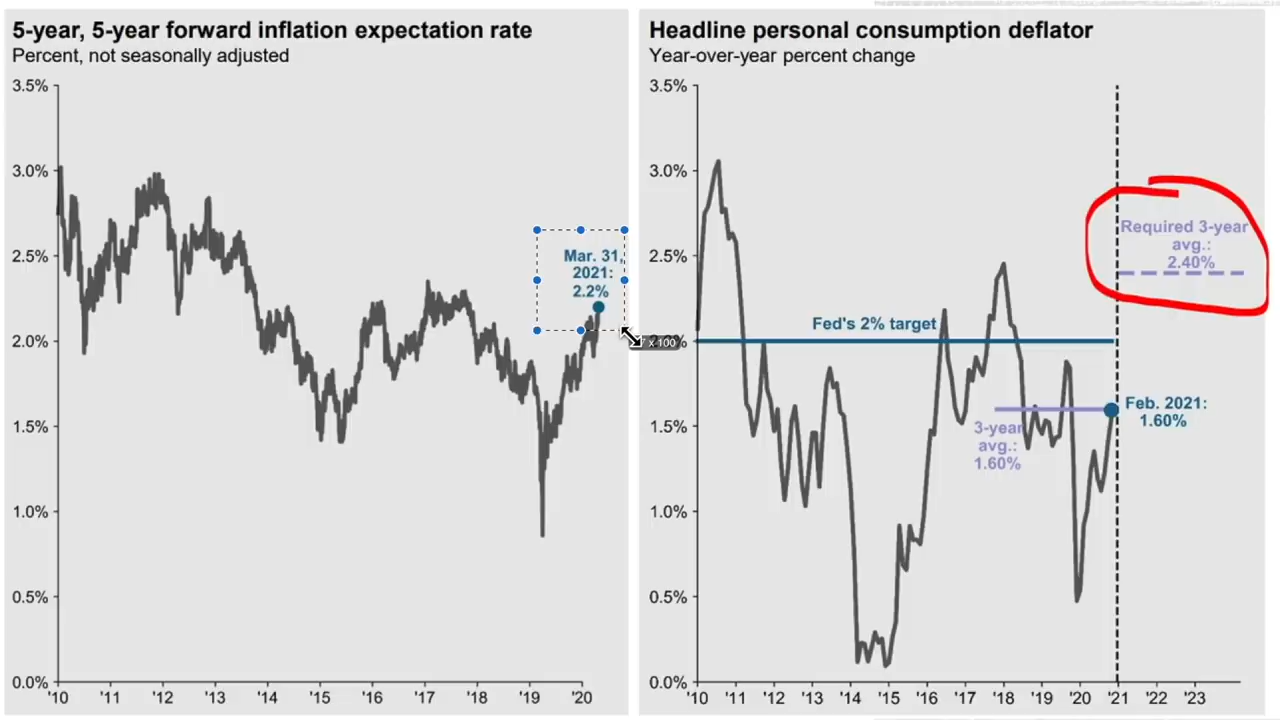 5-year, 5-year forward inflation expectation rate
Percent, not seasonally adjusted
3.5%
3.0%
2.5%
2.0%
1.5%
1.0%
0.5%
0.0%
'10 '11 '12 '13 '14 '15 '16 '17 '18 '19 '20
Mar. 31,
2021:
2.2%
Headline personal consumption deflator
Year-over-year percent change
3.5%
3.0%
2.5%
1.5%
1.0%
0.5%
0.0%
'10 '11 '12 '13 '14 '15 '16 '17 '18 '19 '20 '21 '22 '23
Required 3-year
avg.:
2.40%
Fed's 2% target
3-year
avg.:
1.60%
Feb. 2021:
1.60%
x 100